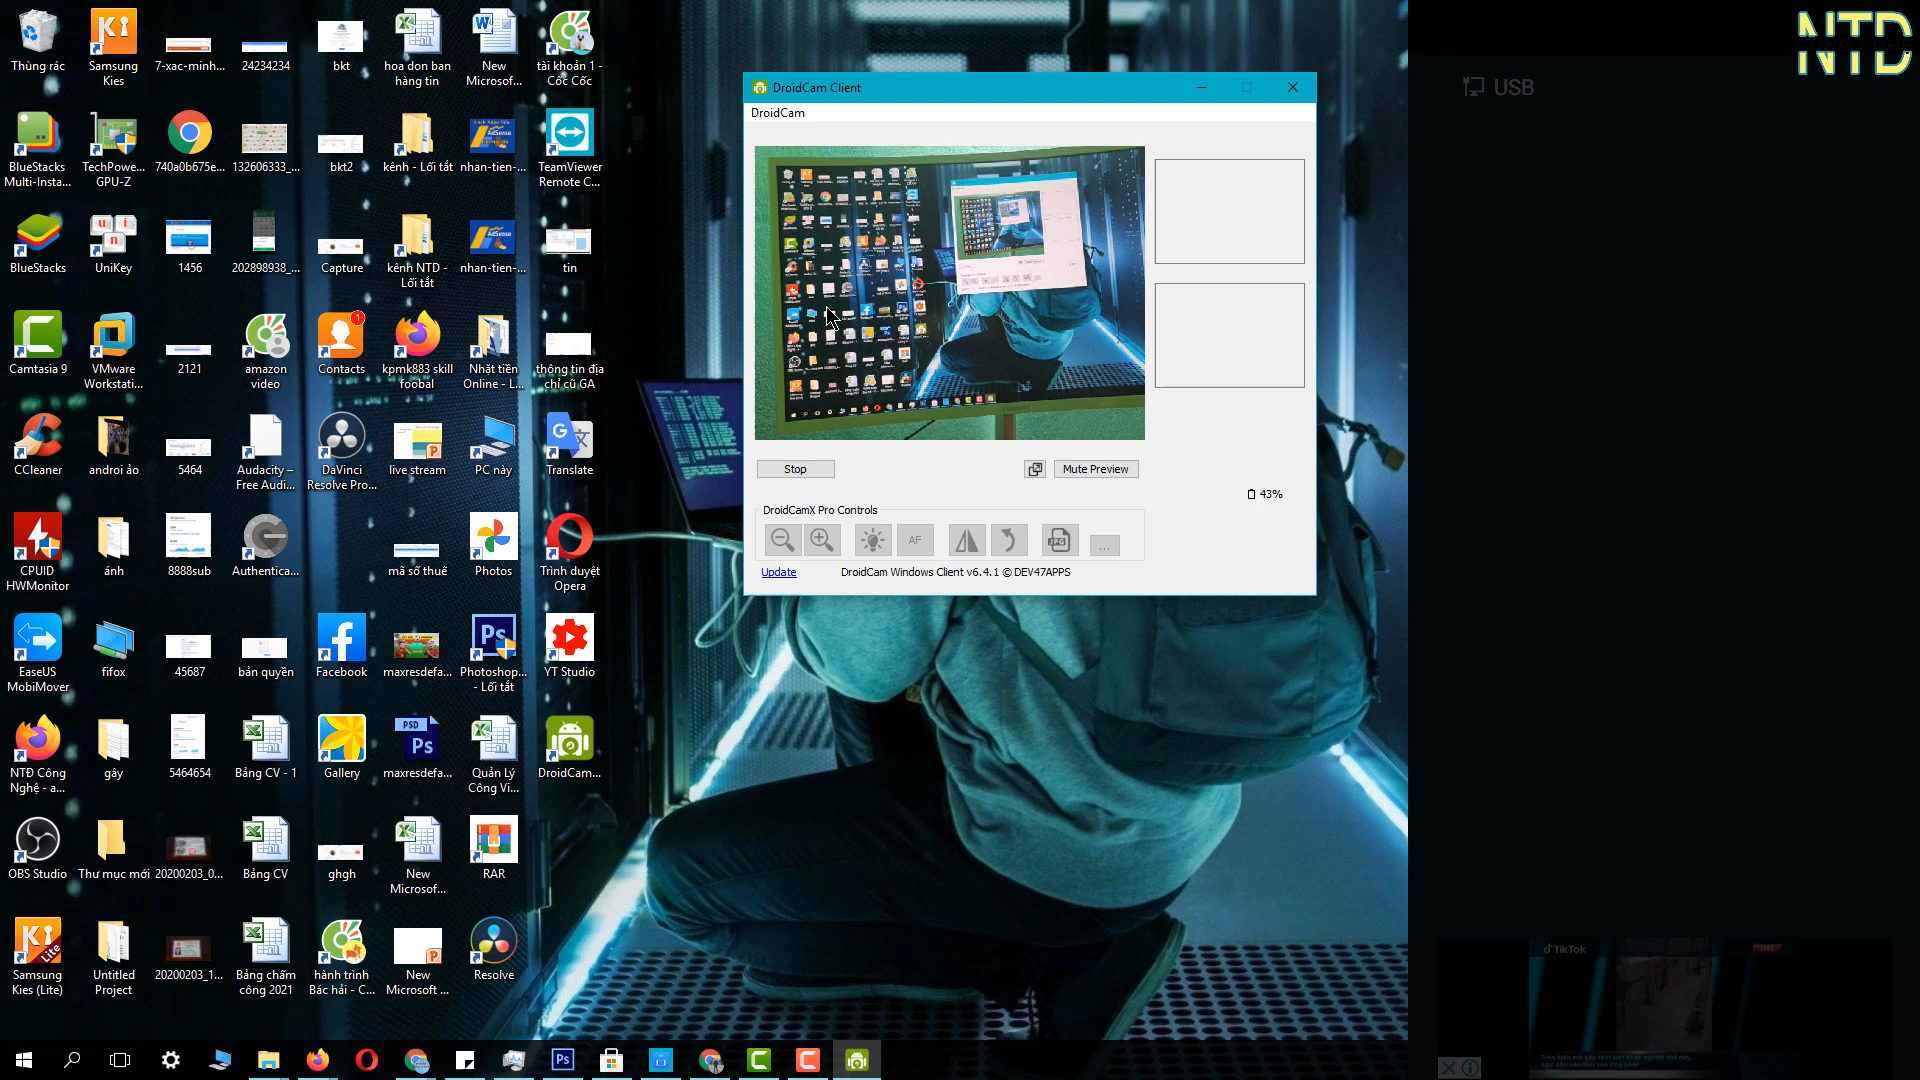 NTD
USB
DroidCam Client
DroidCam
Stop
Mute Preview
43%
DroidCamX Pro Controls
AF
JPG
...
Update
DroidCam Windows Client v6.4.1 © DEV47APPS
Thùng rác
Samsung
Kies
7-xac-minh...
24234234
bkt
hoa don ban
hàng tin
New
Microsof...
tài khoản 1 -
Cốc Cốc
BlueStacks
Multi-Insta...
TechPowe...
GPU-Z
740a0b675e...
132606333_...
bkt2
kênh - Lối tắt
nhan-tien-...
TeamViewer
Remote C...
BlueStacks
UniKey
1456
202898938_...
Capture
kênh NTD -
Lối tắt
nhan-tien-...
tin
Camtasia 9
VMware
Workstati...
2121
amazon
video
Contacts
kpmk883 skill
foobal
Nhật tiền
Online - L...
thông tin địa
chỉ cũ GA
CCleaner
androi ảo
5464
Audacity –
Free Audi...
DaVinci
Resolve Pro...
live stream
PC này
Translate
CPUID
HWMonitor
ánh
8888sub
Authentica...
mã số thuế
Photos
Trình duyệt
Opera
EaseUS
MobiMover
fifox
45687
bản quyền
Facebook
maxresdefa...
Photoshop...
- Lối tắt
YT Studio
NTĐ Công
Nghệ - a...
gây
5464654
Bảng CV - 1
Gallery
maxresdefa...
Quản Lý
Công Vi...
DroidCam...
OBS Studio
Thư mục mới
20200203_0...
Bảng CV
ghgh
New
Microsof...
RAR
Samsung
Kies (Lite)
Untitled
Project
20200203_1...
Bảng chấm
công 2021
hành trình
Bác hải - C...
New
Microsoft ...
Resolve
TikTok